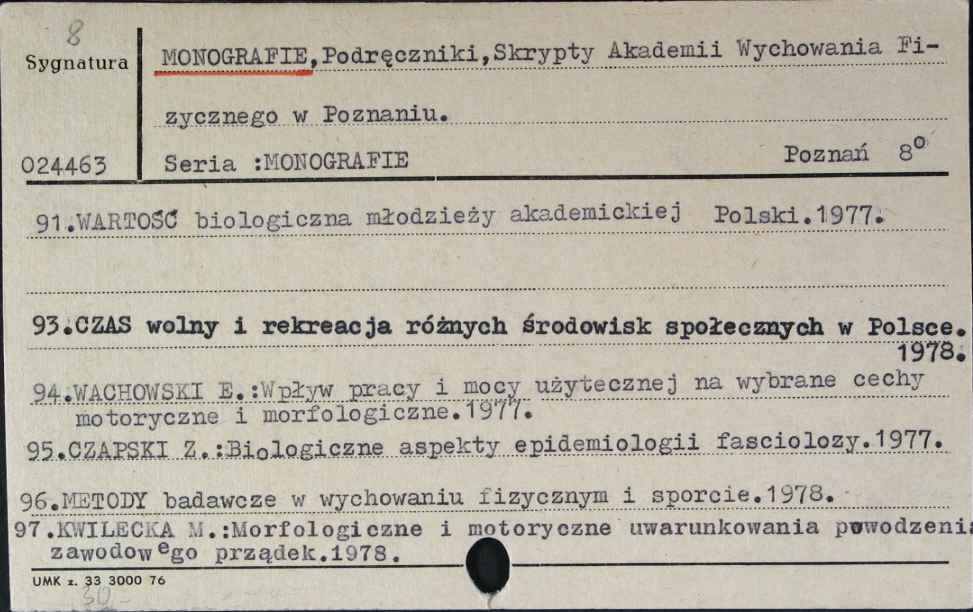 8
Sygnatura
MONOGRAFIE,Podręczniki,Skrypty Akademii Wychowania Fi-
zycznego w Poznaniu.
024463
Seria :MONOGRAFIE Poznań 8º
91.WARTOŚĆ biologiczna młodzieży akademickiej Polski.1977.
93.CZAS wolny i rekreacja różnych środowisk społecznych w Polsce.
1978.
94.WACHOWSKI E.:Wpływ pracy i mocy użytecznej na wybrane cechy
motoryczne i morfologiczne.1977.
95.CZAPSKI Z.:Biologiczne aspekty epidemiologii fasciolozy.1977.
96.METODY badawcze w wychowaniu fizycznym i sporcie.1978.
97.KWILECKA M.:Morfologiczne i motoryczne uwarunkowania powodzenia
zawodowego prządek.1978.
UMK z. 33 3000 76
30-